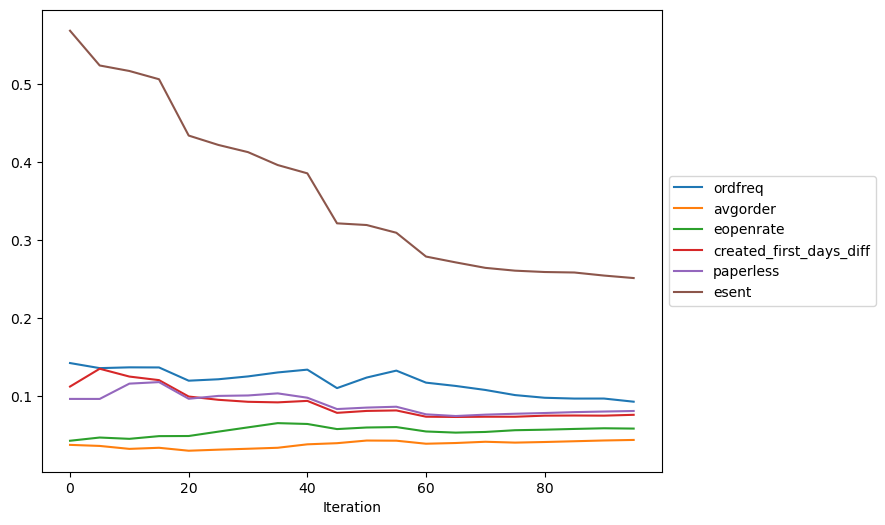 0.5
0.4
0.3
0.2
0.1
0
20
40
60
80
Iteration
ordfreq
avgorder
eopenrate
created_first_days_diff
paperless
esent